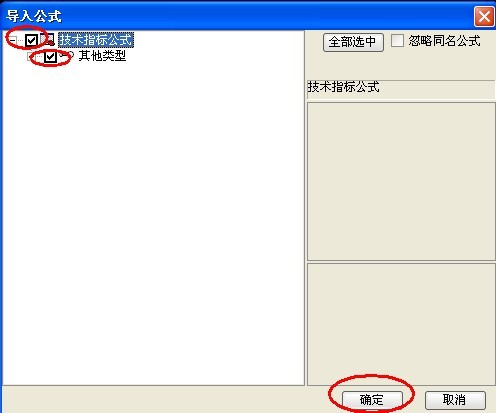 导入公式
技术指标公式
其他类型
全部选中
忽略同名公式
技术指标公式
确定
取消